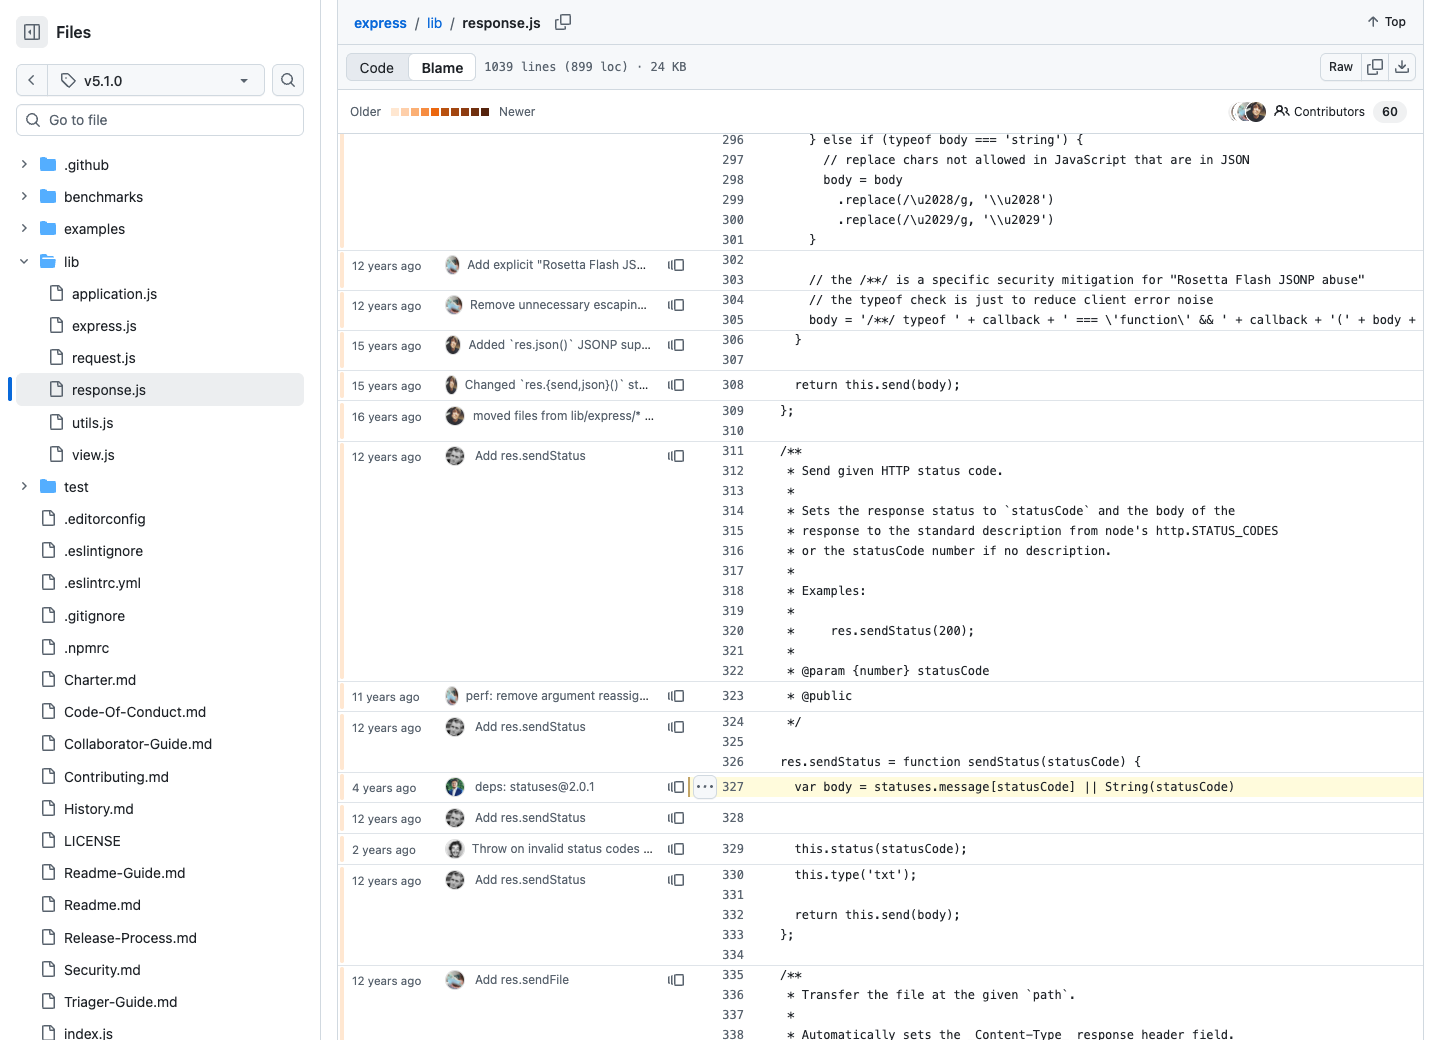 Files
v5.1.0
Go to file
.github
benchmarks
examples
lib
application.js
express.js
request.js
response.js
utils.js
view.js
test
.editorconfig
.eslintignore
.eslintrc.yml
.gitignore
.npmrc
Charter.md
Code-Of-Conduct.md
Collaborator-Guide.md
Contributing.md
History.md
LICENSE
Readme-Guide.md
Readme.md
Release-Process.md
Security.md
Triager-Guide.md
index.js
express / lib / response.js
Top
Code Blame 1039 lines (899 loc) · 24 KB
Raw
Older Newer
Contributors 60
296 } else if (typeof body === 'string') {
297 // replace chars not allowed in JavaScript that are in JSON
298 body = body
299 .replace(/\u2028/g, '\\u2028')
300 .replace(/\u2029/g, '\\u2029')
301 }
12 years ago Add explicit "Rosetta Flash JS... 302
303 // the /**/ is a specific security mitigation for "Rosetta Flash JSONP abuse"
12 years ago Remove unnecessary escapin... 304 // the typeof check is just to reduce client error noise
305 body = '/**/ typeof ' + callback + ' === \'function\' && ' + callback + '(' + body +
15 years ago Added `res.json()` JSONP sup... 306 }
307
15 years ago Changed `res.{send,json}()` st... 308 return this.send(body);
16 years ago moved files from lib/express/* ... 309 };
310
12 years ago Add res.sendStatus 311 /**
312 * Send given HTTP status code.
313 *
314 * Sets the response status to `statusCode` and the body of the
315 * response to the standard description from node's http.STATUS_CODES
316 * or the statusCode number if no description.
317 *
318 * Examples:
319 *
320 * res.sendStatus(200);
321 *
322 * @param {number} statusCode
11 years ago perf: remove argument reassig... 323 * @public
12 years ago Add res.sendStatus 324 */
325
326 res.sendStatus = function sendStatus(statusCode) {
4 years ago deps: statuses@2.0.1 327 var body = statuses.message[statusCode] || String(statusCode)
12 years ago Add res.sendStatus 328
2 years ago Throw on invalid status codes ... 329 this.status(statusCode);
12 years ago Add res.sendStatus 330 this.type('txt');
331
332 return this.send(body);
333 };
334
12 years ago Add res.sendFile 335 /**
336 * Transfer the file at the given `path`.
337 *
338 * Automatically sets the _Content-Type_ response header field.